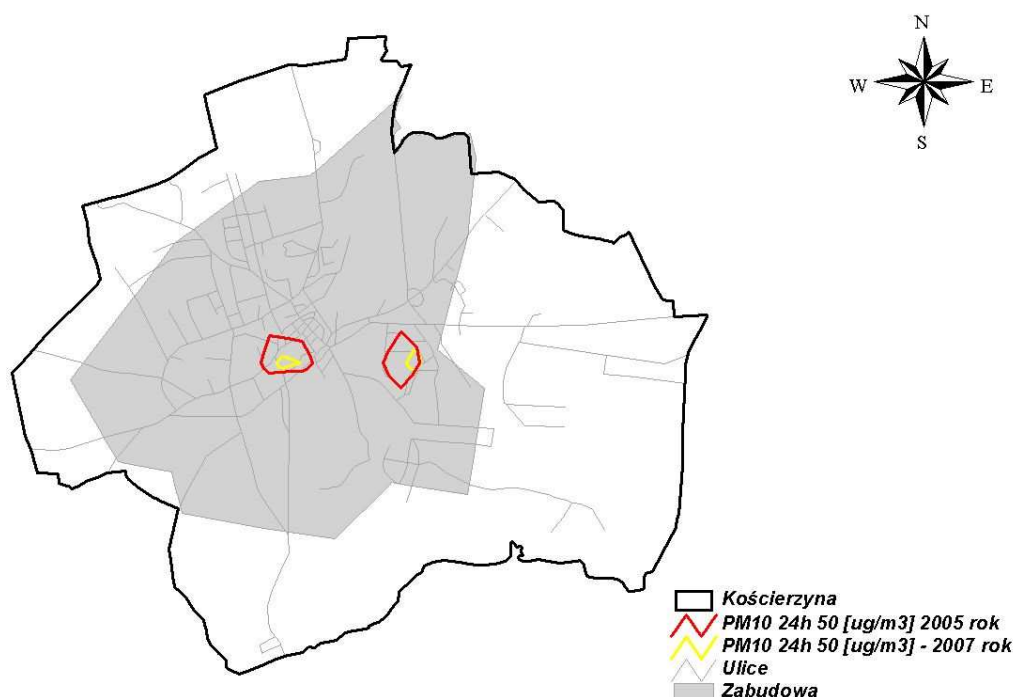 N
W E
S
Kościerzyna
PM10 24h 50 [ug/m3] 2005 rok
PM10 24h 50 [ug/m3] - 2007 rok
Ulice
Zabudowa